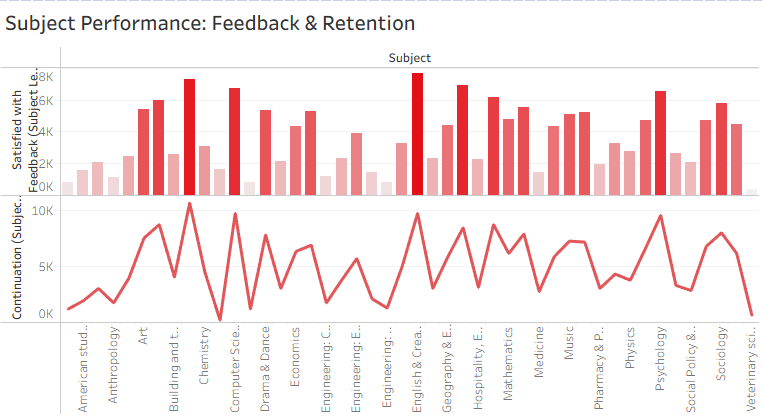 Subject Performance: Feedback & Retention
Subject
Satisfied with
Feedback (Subject Le..
8K
6K
4K
2K
0K
Continuation (Subjec..
10K
5K
0K
American stud..
Anthropology
Art
Building and t..
Chemistry
Computer Scie..
Drama & Dance
Economics
Engineering: C..
Engineering: E..
Engineering: ..
English & Crea..
Geography & E..
Hospitality, E..
Mathematics
Medicine
Music
Pharmacy & P..
Physics
Psychology
Social Policy &..
Sociology
Veterinary sci..